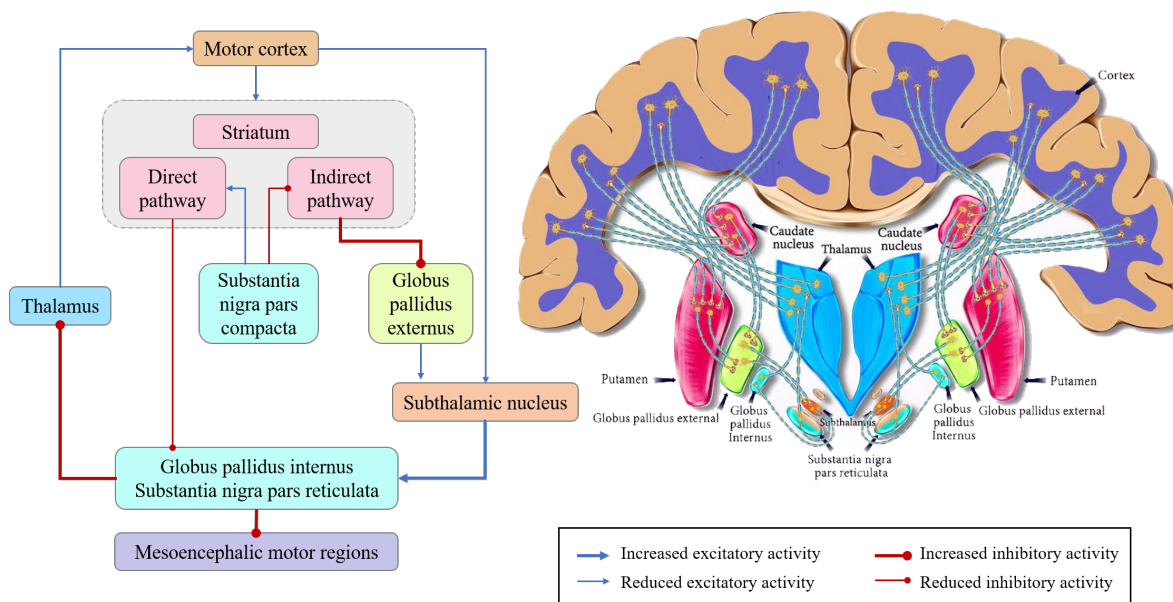 Motor cortex
Striatum
Direct
pathway
Indirect
pathway
Substantia
nigra pars
compacta
Globus
pallidus
externus
Thalamus
Subthalamic nucleus
Globus pallidus internus
Substantia nigra pars reticulata
Mesoencephalic motor regions
Cortex
Caudate
nucleus
Thalamus
Caudate
nucleus
Putamen
Globus pallidus external
Globus
pallidus
Internus
Subthalamus
Substantia nigra
pars reticulata
Globus
pallidus
Internus
Putamen
Globus pallidus external
Increased excitatory activity
Increased inhibitory activity
Reduced excitatory activity
Reduced inhibitory activity